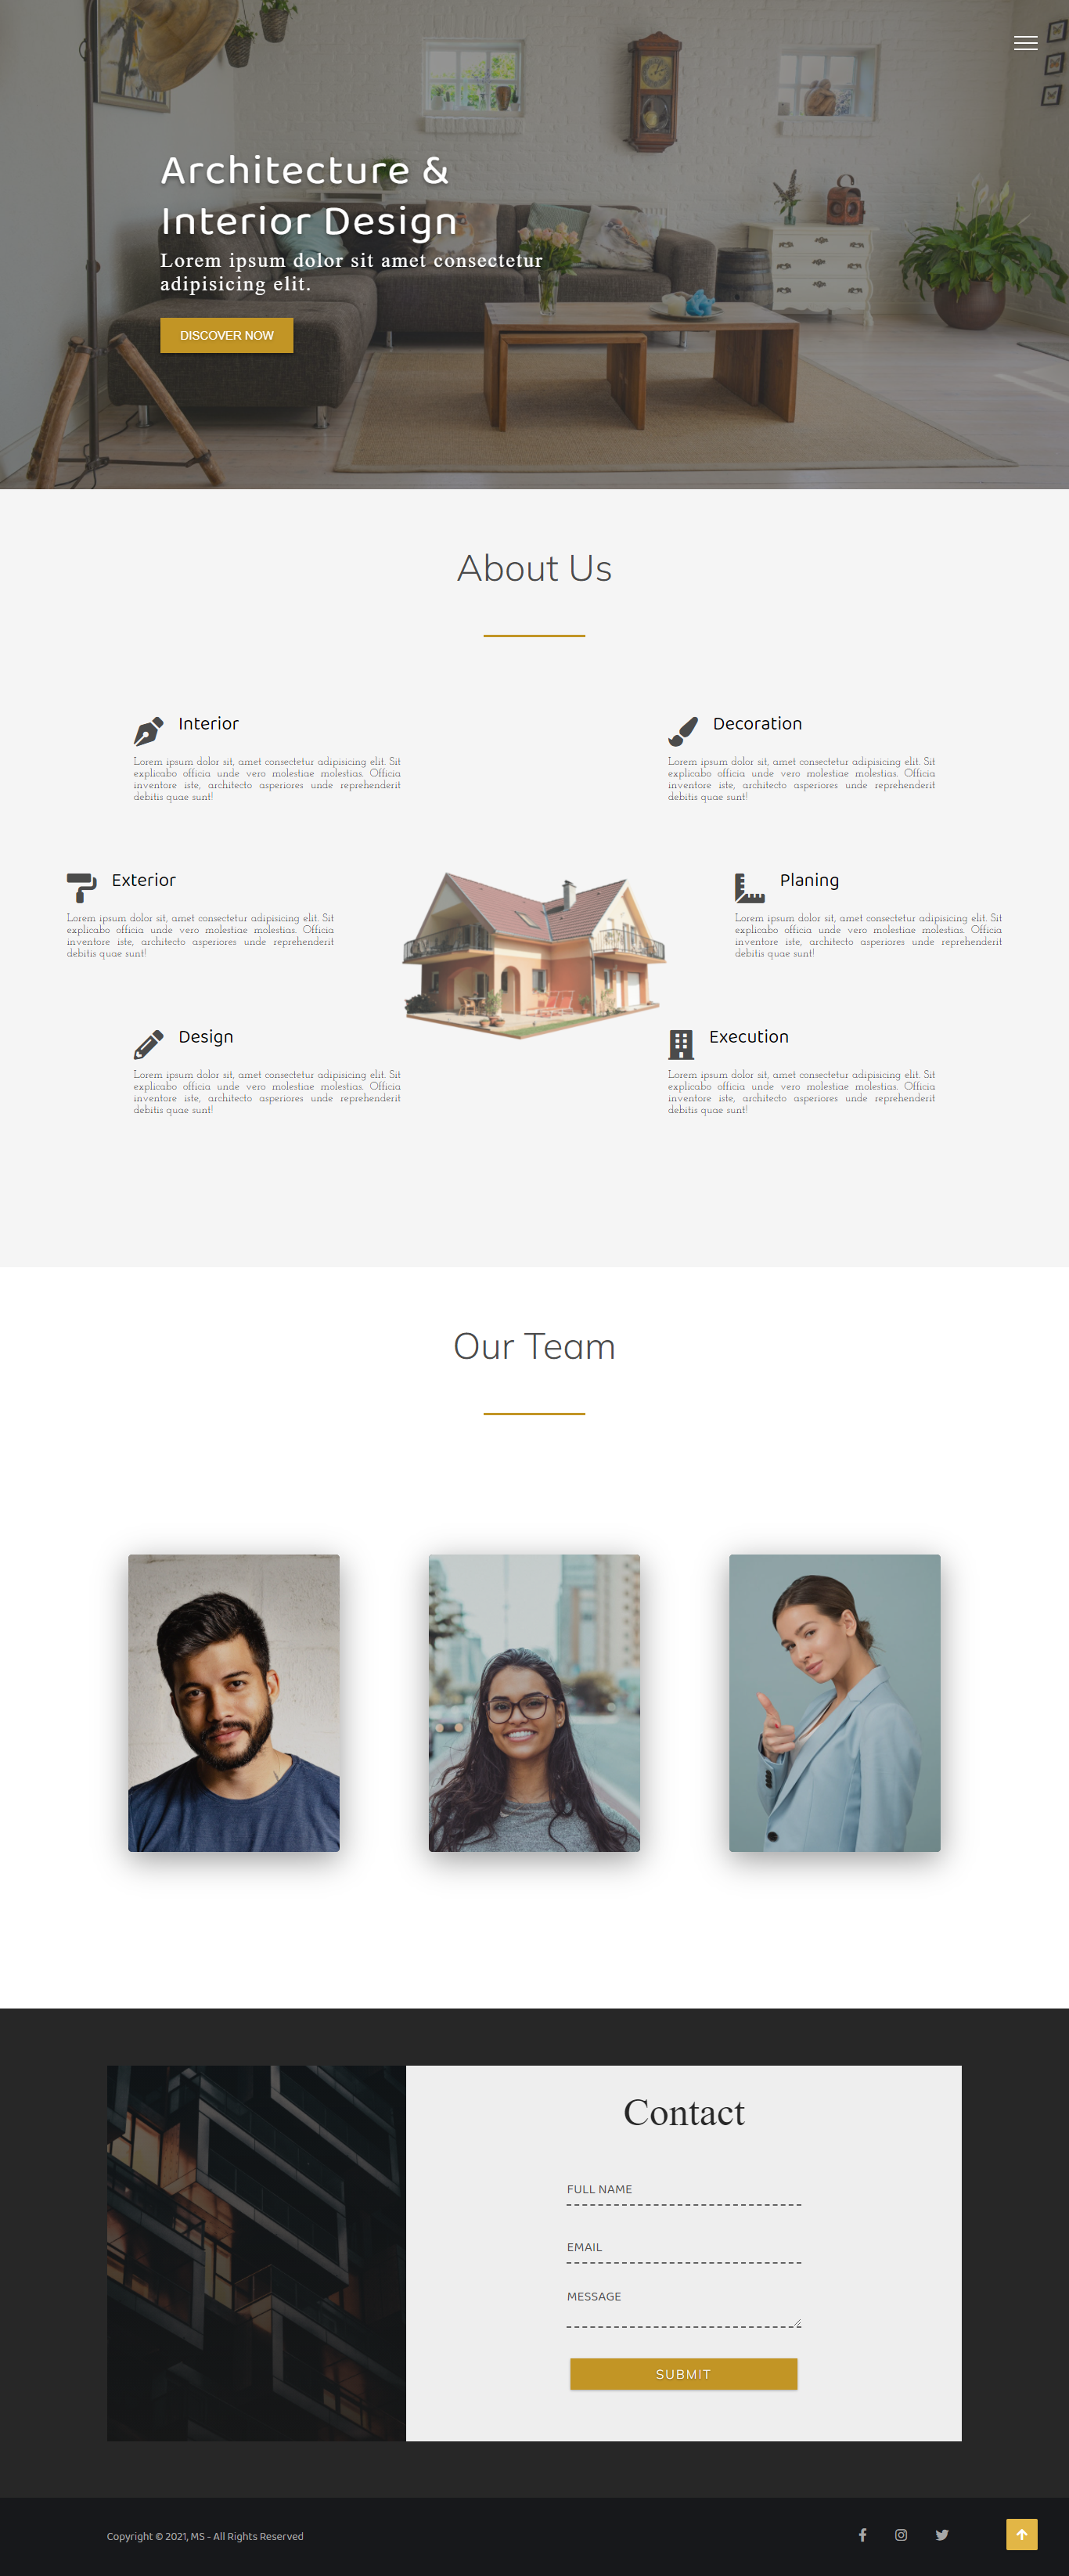 Architecture &
Interior Design
Lorem ipsum dolor sit amet consectetur
adipisicing elit.
DISCOVER NOW
About Us
Interior
Lorem ipsum dolor sit, amet consectetur adipisicing elit. Sit
explicabo officia unde vero molestiae molestias. Officia
inventore iste, architecto asperiores unde reprehenderit
debitis quae sunt!
Decoration
Lorem ipsum dolor sit, amet consectetur adipisicing elit. Sit
explicabo officia unde vero molestiae molestias. Officia
inventore iste, architecto asperiores unde reprehenderit
debitis quae sunt!
Exterior
Lorem ipsum dolor sit, amet consectetur adipisicing elit. Sit
explicabo officia unde vero molestiae molestias. Officia
inventore iste, architecto asperiores unde reprehenderit
debitis quae sunt!
Planing
Lorem ipsum dolor sit, amet consectetur adipisicing elit. Sit
explicabo officia unde vero molestiae molestias. Officia
inventore iste, architecto asperiores unde reprehenderit
debitis quae sunt!
Design
Lorem ipsum dolor sit, amet consectetur adipisicing elit. Sit
explicabo officia unde vero molestiae molestias. Officia
inventore iste, architecto asperiores unde reprehenderit
debitis quae sunt!
Execution
Lorem ipsum dolor sit, amet consectetur adipisicing elit. Sit
explicabo officia unde vero molestiae molestias. Officia
inventore iste, architecto asperiores unde reprehenderit
debitis quae sunt!
Our Team
Contact
FULL NAME
EMAIL
MESSAGE
SUBMIT
Copyright © 2021, MS - All Rights Reserved